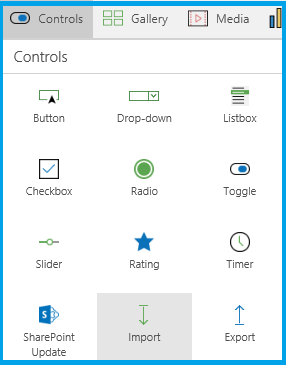 Controls Gallery Media
Controls
Button Drop-down Listbox
Checkbox Radio Toggle
Slider Rating Timer
SharePoint Import Export
Update